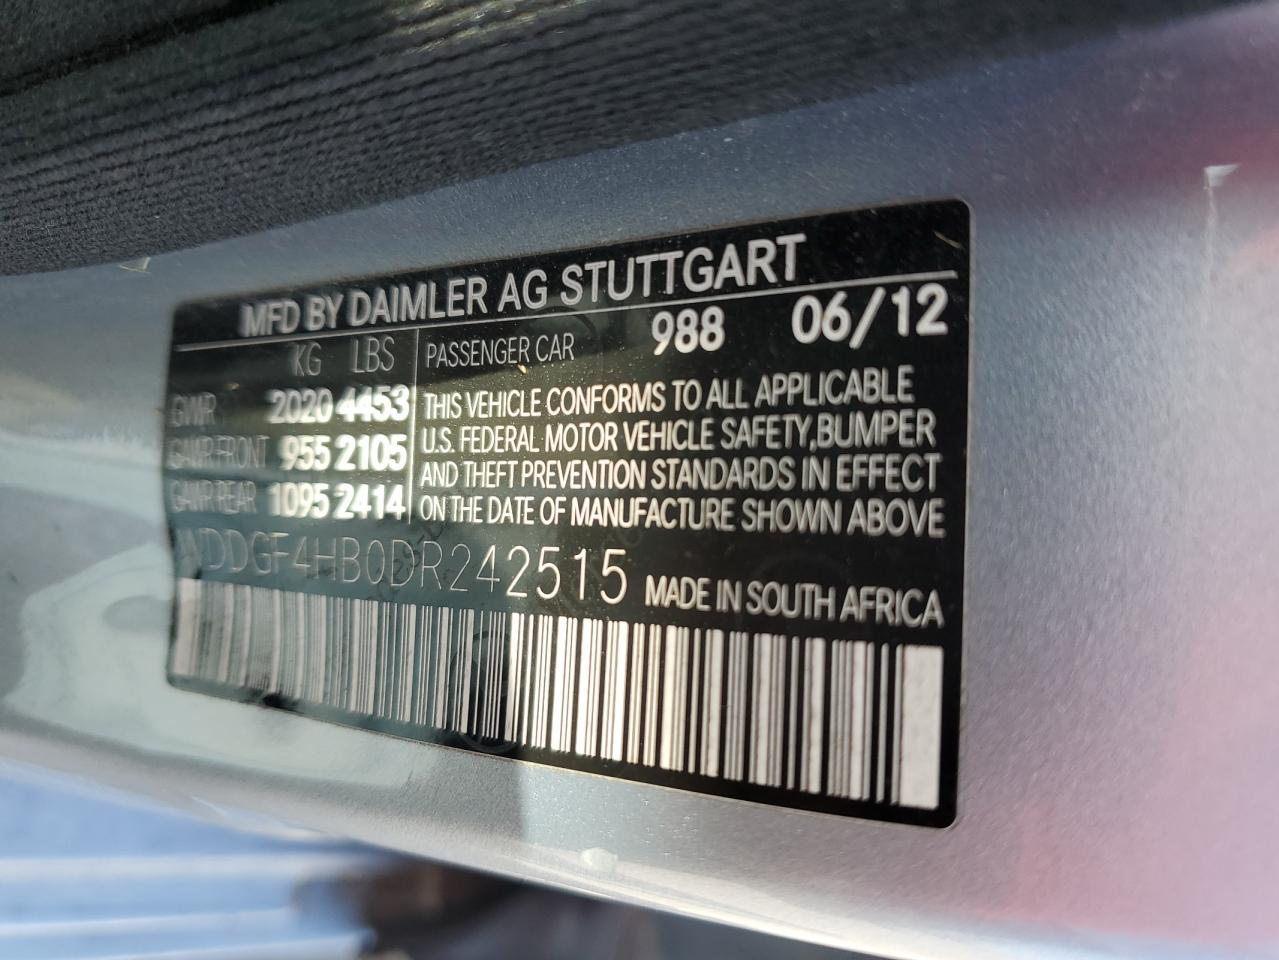 MFD BY DAIMLER AG STUTTGART
KG LBS PASSENGER CAR 988 06/12
GWR 2020 4453
GAWR FRONT 955 2105
GAWR REAR 1095 2414
THIS VEHICLE CONFORMS TO ALL APPLICABLE
U.S. FEDERAL MOTOR VEHICLE SAFETY,BUMPER
AND THEFT PREVENTION STANDARDS IN EFFECT
ON THE DATE OF MANUFACTURE SHOWN ABOVE
WDDGF4HB0DR242515 MADE IN SOUTH AFRICA